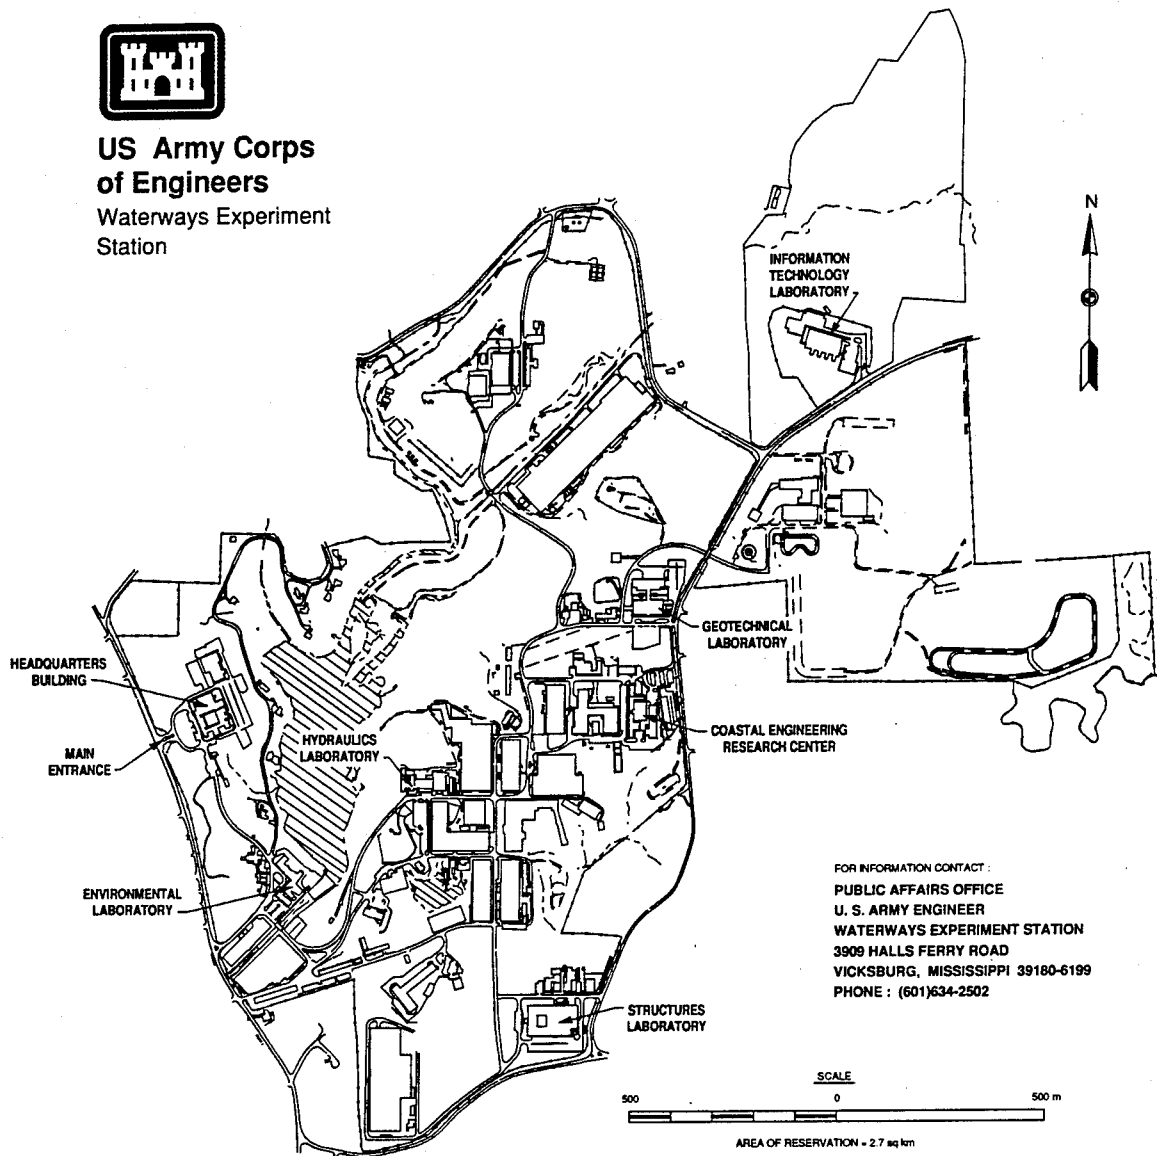 US Army Corps
of Engineers
Waterways Experiment
Station
N
INFORMATION
TECHNOLOGY
LABORATORY
GEOTECHNICAL
LABORATORY
HEADQUARTERS
BUILDING
MAIN
ENTRANCE
HYDRAULICS
LABORATORY
COASTAL ENGINEERING
RESEARCH CENTER
ENVIRONMENTAL
LABORATORY
STRUCTURES
LABORATORY
FOR INFORMATION CONTACT :
PUBLIC AFFAIRS OFFICE
U. S. ARMY ENGINEER
WATERWAYS EXPERIMENT STATION
3909 HALLS FERRY ROAD
VICKSBURG, MISSISSIPPI 39180-6199
PHONE : (601)634-2502
SCALE
500 0 500 m
AREA OF RESERVATION = 2.7 sq km